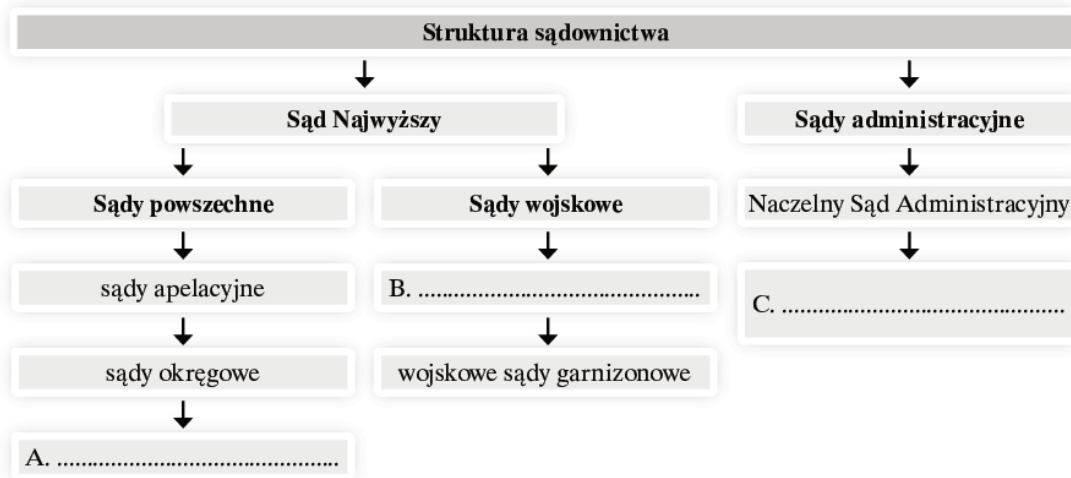 Struktura sądownictwa
Sąd Najwyższy
Sądy administracyjne
Sądy powszechne
Sądy wojskowe
Naczelny Sąd Administracyjny
sądy apelacyjne
B. ................................................
C. ................................................
sądy okręgowe
wojskowe sądy garnizonowe
A. ................................................